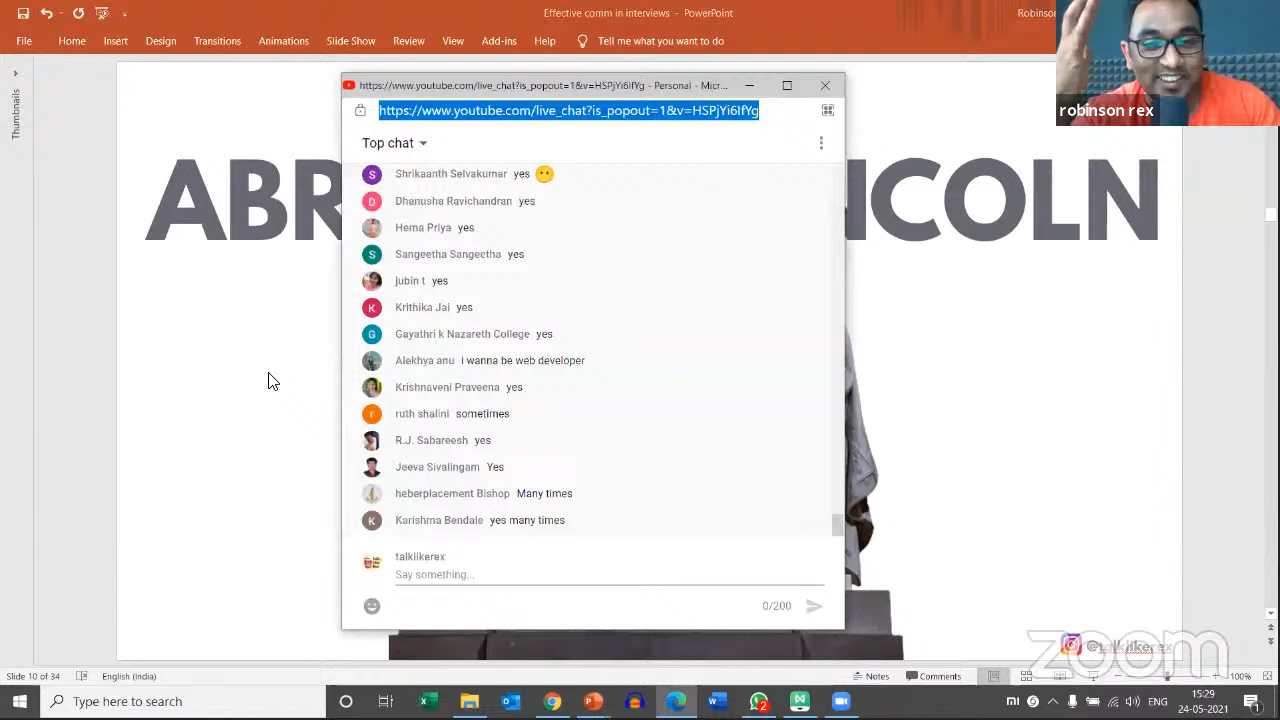 Effective comm in interviews - PowerPoint
Robinson
File Home Insert Design Transitions Animations Slide Show Review View Add-ins Help Tell me what you want to do
robinson rex
Thumbnails
https://www.youtube.com/live_chat?is_popout=1&v=HSPjYi6IfYg - Personal - Micr...
https://www.youtube.com/live_chat?is_popout=1&v=HSPjYi6IfYg
Top chat
ABR
NCOLN
S Shrikaanth Selvakumar yes 😶
D Dhanusha Ravichandran yes
Hema Priya yes
S Sangeetha Sangeetha yes
jubin t yes
K Krithika Jai yes
G Gayathri k Nazareth College yes
Alekhya anu I wanna be web developer
Krishnaveni Praveena yes
r ruth shalini sometimes
R.J. Sabareesh yes
Jeeva Sivalingam Yes
heberplacement Bishop Many times
K Karishma Bendale yes many times
talklikerex
Say something...
0/200
@talklikerex
zoom
Slide 10 of 34 English (India) Notes Comments 100%
Type here to search
2
15:29
24-05-2021
1